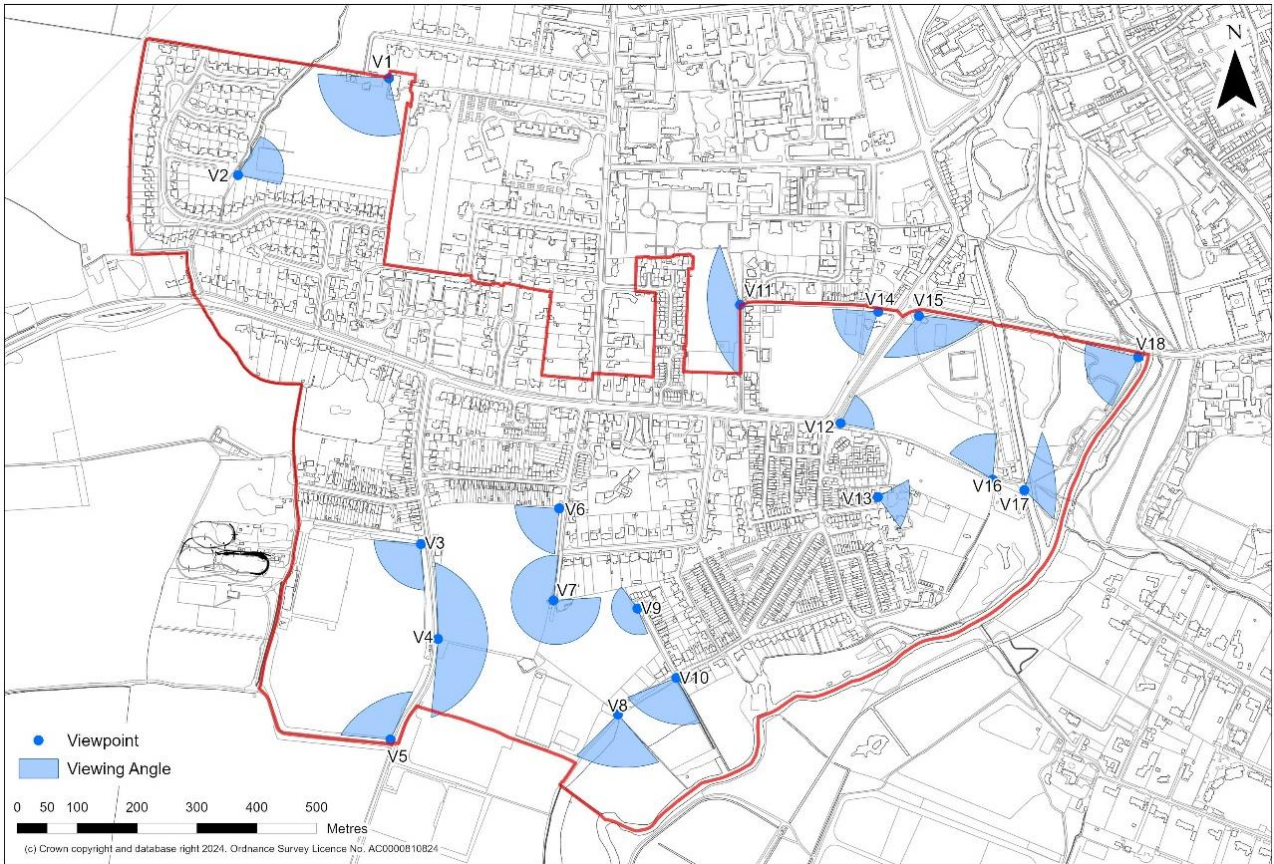 N
V1
V2
V11
V14
V15
V18
V12
V6
V16
V13
V17
V3
V7
V9
V4
V10
V8
V5
Viewpoint
Viewing Angle
0 50 100 200 300 400 500
Metres
(c) Crown copyright and database right 2024. Ordnance Survey Licence No. AC0000810824